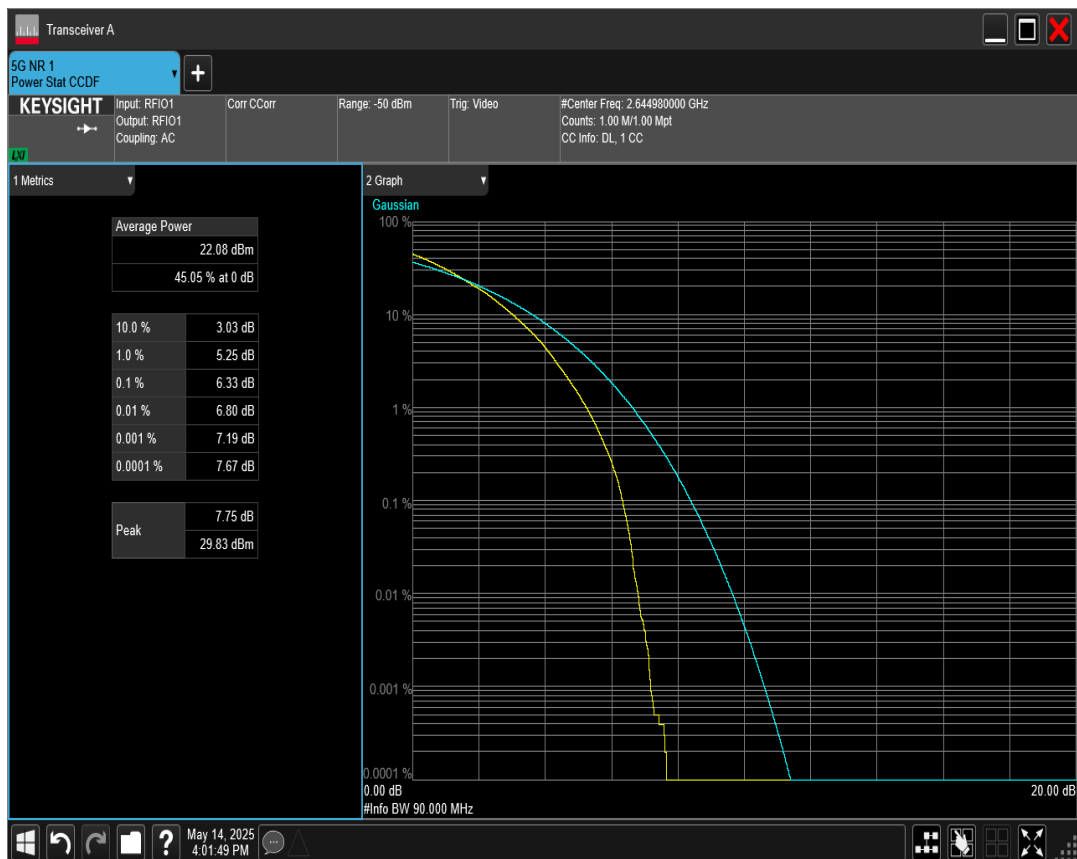 Transceiver A
5G NR 1
Power Stat CCDF
+
KEYSIGHT
LXI
Input: RFIO1
Output: RFIO1
Coupling: AC
Corr CCorr
Range: -50 dBm
Trig: Video
#Center Freq: 2.644980000 GHz
Counts: 1.00 M/1.00 Mpt
CC Info: DL, 1 CC
1 Metrics
Average Power
22.08 dBm
45.05 % at 0 dB
10.0 % 3.03 dB
1.0 % 5.25 dB
0.1 % 6.33 dB
0.01 % 6.80 dB
0.001 % 7.19 dB
0.0001 % 7.67 dB
Peak
7.75 dB
29.83 dBm
2 Graph
Gaussian
100 %
10 %
1 %
0.1 %
0.01 %
0.001 %
0.0001 %
0.00 dB 20.00 dB
#Info BW 90.000 MHz
?
May 14, 2025
4:01:49 PM